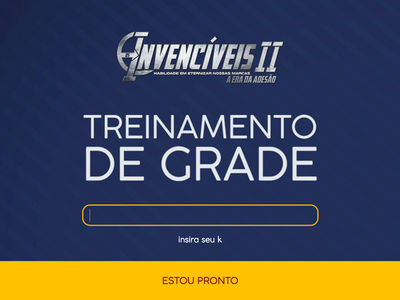 INVENCÍVEIS II
HABILIDADE EM ETERNIZAR NOSSAS MARCAS
A ERA DA ADESÃO
TREINAMENTO
DE GRADE
insira seu k
ESTOU PRONTO